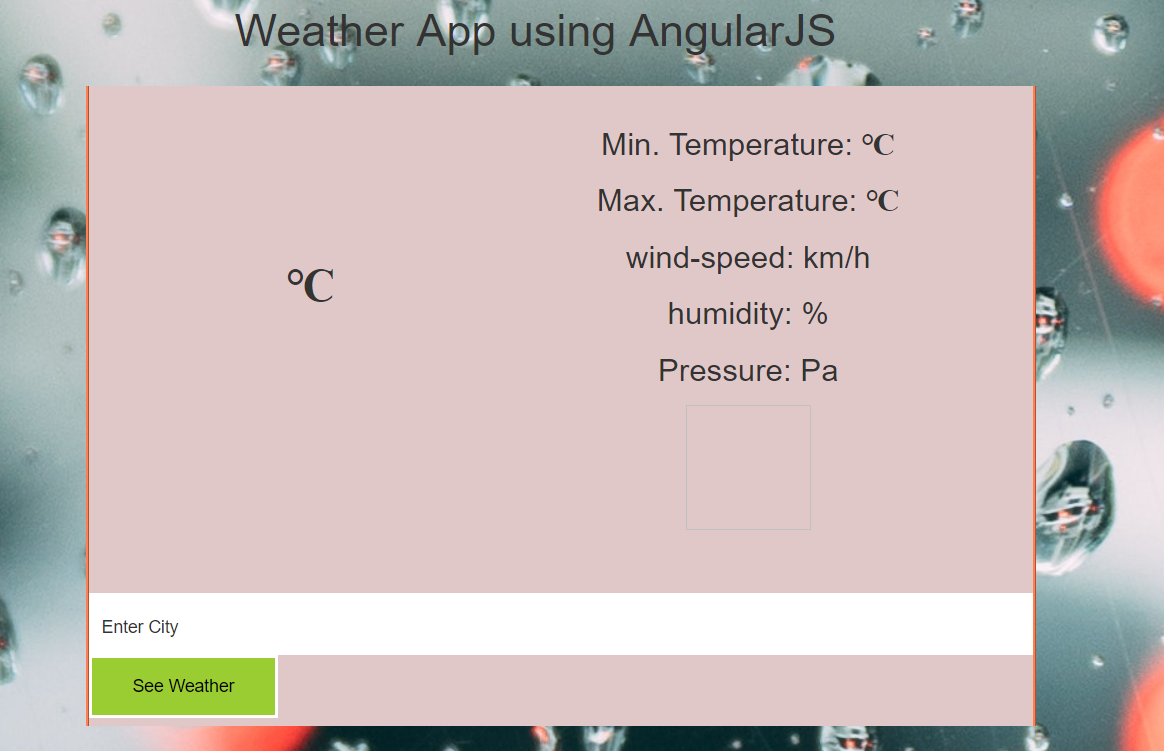 Weather App using AngularJS
℃
Min. Temperature: ℃
Max. Temperature: ℃
wind-speed: km/h
humidity: %
Pressure: Pa
Enter City
See Weather